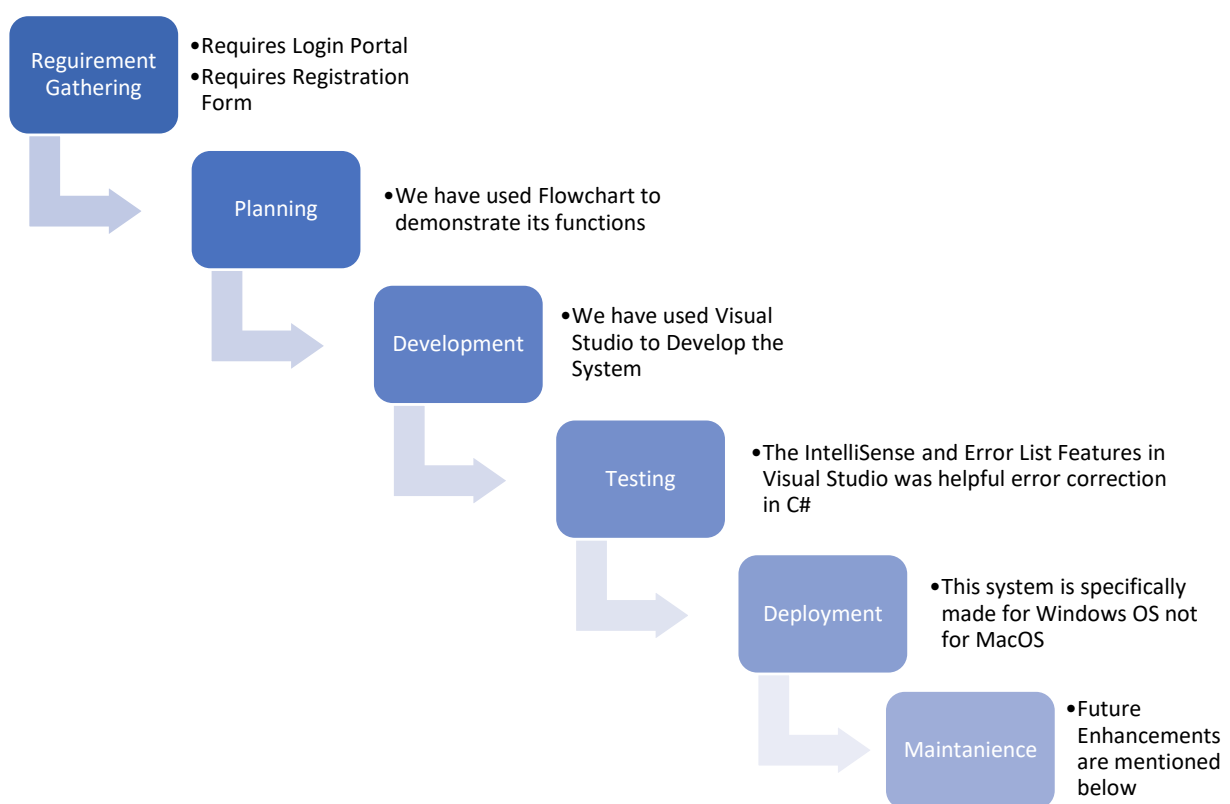 Reguirement
Gathering
•Requires Login Portal
•Requires Registration
Form
Planning
•We have used Flowchart to
demonstrate its functions
Development
•We have used Visual
Studio to Develop the
System
Testing
•The IntelliSense and Error List Features in
Visual Studio was helpful error correction
in C#
Deployment
•This system is specifically
made for Windows OS not
for MacOS
Maintanience
•Future
Enhancements
are mentioned
below